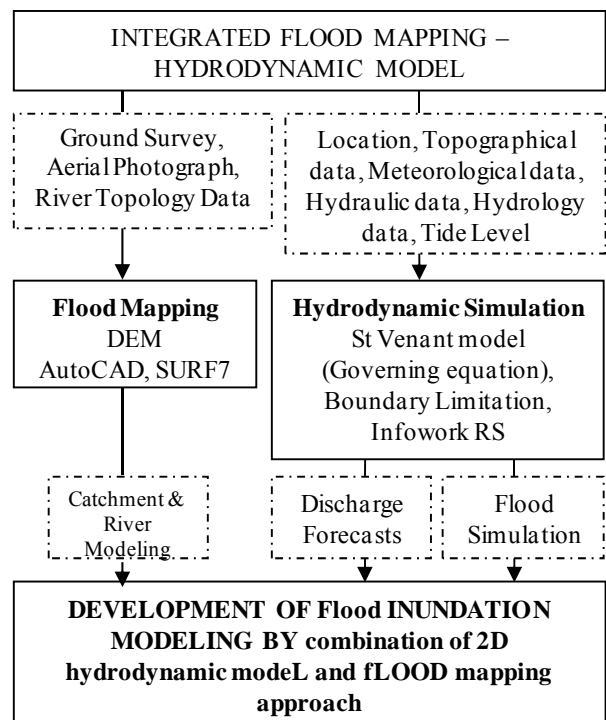 INTEGRATED FLOOD MAPPING –
HYDRODYNAMIC MODEL
Ground Survey,
Aerial Photograph,
River Topology Data
Location, Topographical
data, Meteorological data,
Hydraulic data, Hydrology
data, Tide Level
Flood Mapping
DEM
AutoCAD, SURF7
Hydrodynamic Simulation
St Venant model
(Governing equation),
Boundary Limitation,
Infowork RS
Catchment &
River
Modeling
Discharge
Forecasts
Flood
Simulation
DEVELOPMENT OF Flood INUNDATION
MODELING BY combination of 2D
hydrodynamic modeL and fLOOD mapping
approach